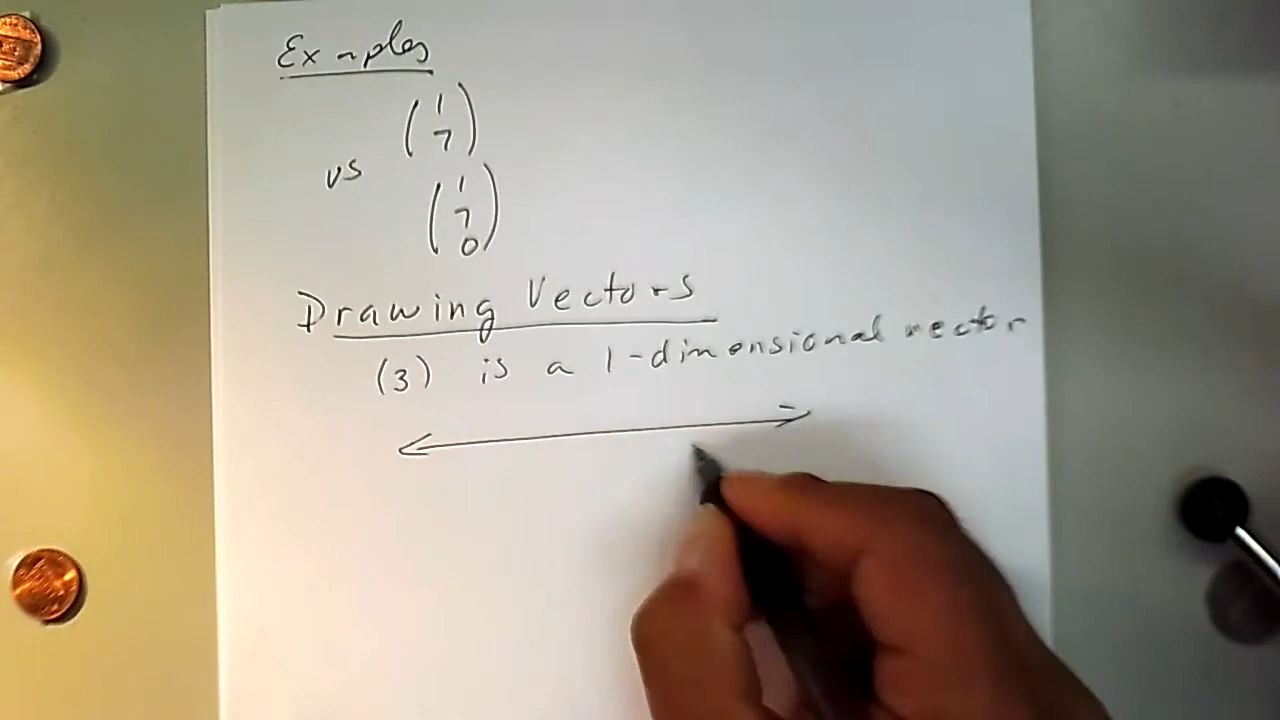 Examples
(1
7)
vs
(1
7
0)
Drawing Vectors
(3) is a 1-dimensional vector